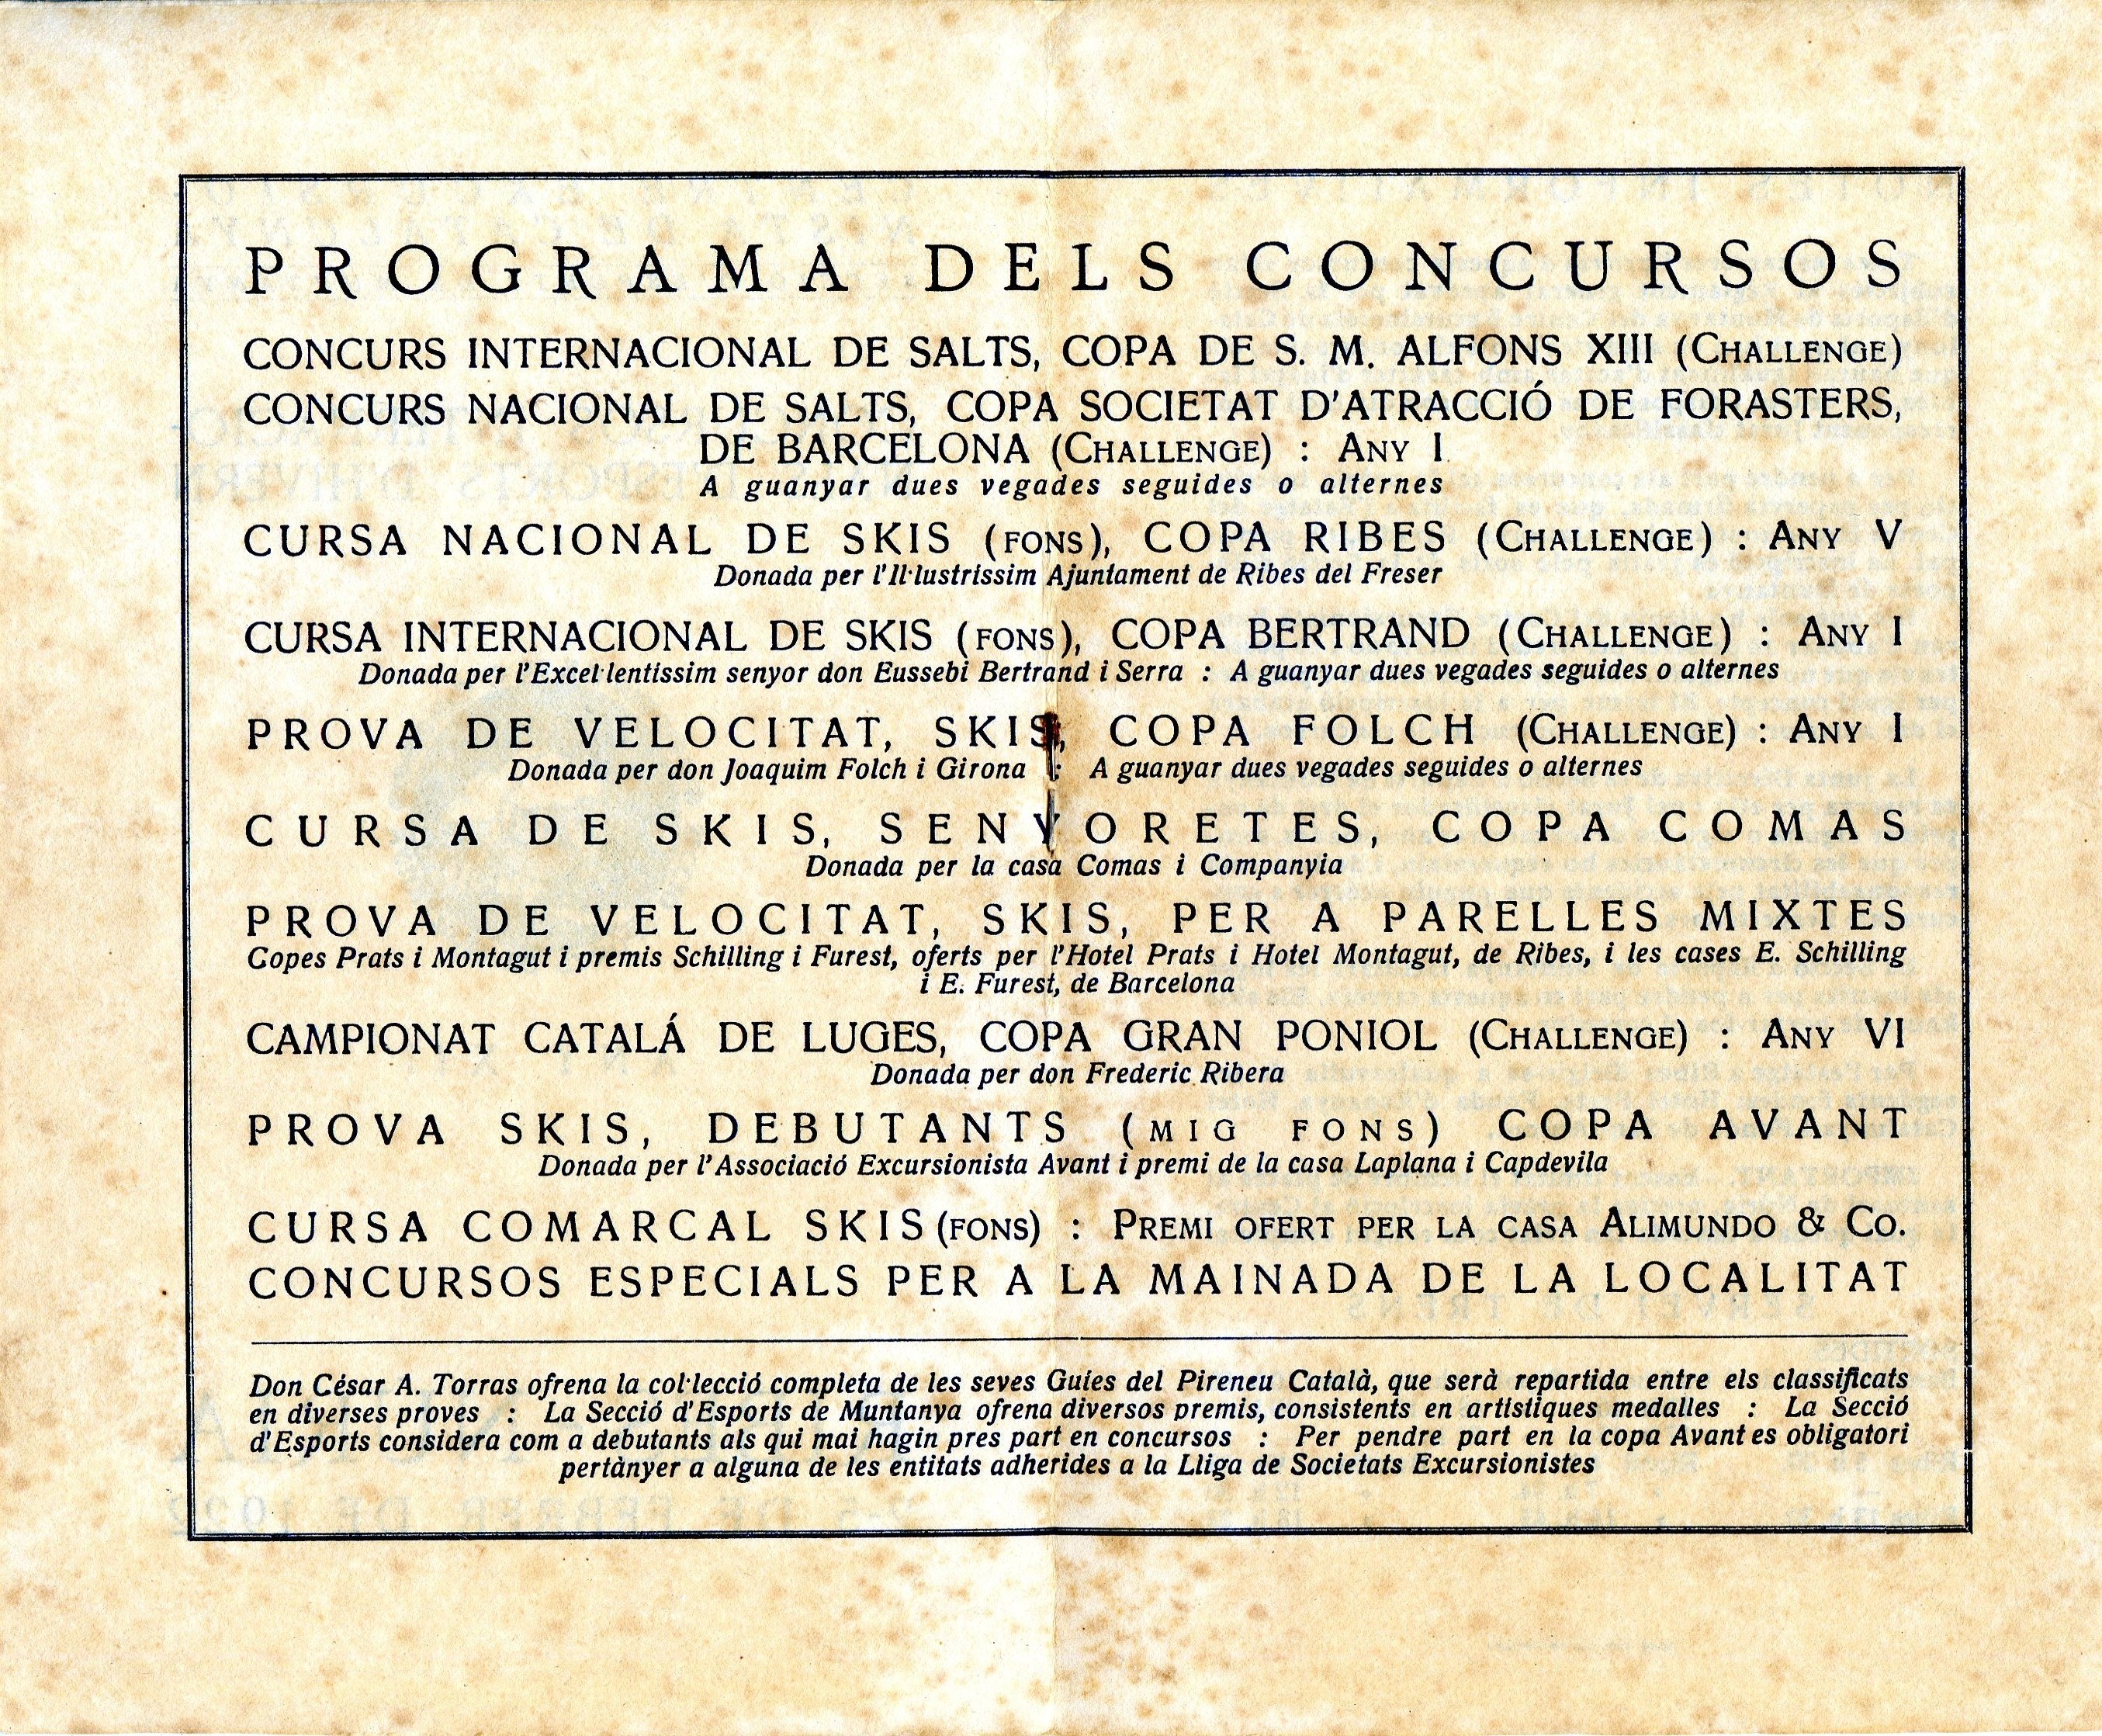 PROGRAMA DELS CONCURSOS
CONCURS INTERNACIONAL DE SALTS, COPA DE S. M. ALFONS XIII (CHALLENGE)
CONCURS NACIONAL DE SALTS, COPA SOCIETAT D'ATRACCIÓ DE FORASTERS,
DE BARCELONA (CHALLENGE) : ANY I
A guanyar dues vegades seguides o alternes
CURSA NACIONAL DE SKIS (FONS), COPA RIBES (CHALLENGE) : ANY V
Donada per l'Il·lustrissim Ajuntament de Ribes del Freser
CURSA INTERNACIONAL DE SKIS (FONS), COPA BERTRAND (CHALLENGE) : ANY I
Donada per l'Excel·lentissim senyor don Eussebi Bertrand i Serra : A guanyar dues vegades seguides o alternes
PROVA DE VELOCITAT, SKIS, COPA FOLCH (CHALLENGE) : ANY I
Donada per don Joaquim Folch i Girona : A guanyar dues vegades seguides o alternes
CURSA DE SKIS, SENYORETES, COPA COMAS
Donada per la casa Comas i Companyia
PROVA DE VELOCITAT, SKIS, PER A PARELLES MIXTES
Copes Prats i Montagut i premis Schilling i Furest, oferts per l'Hotel Prats i Hotel Montagut, de Ribes, i les cases E. Schilling
i E. Furest, de Barcelona
CAMPIONAT CATALÁ DE LUGES, COPA GRAN PONIOL (CHALLENGE) : ANY VI
Donada per don Frederic Ribera
PROVA SKIS, DEBUTANTS (MIG FONS) COPA AVANT
Donada per l'Associació Excursionista Avant i premi de la casa Laplana i Capdevila
CURSA COMARCAL SKIS (FONS) : PREMI OFERT PER LA CASA ALIMUNDO & CO.
CONCURSOS ESPECIALS PER A LA MAINADA DE LA LOCALITAT
Don César A. Torras ofrena la col·lecció completa de les seves Guíes del Pireneu Català, que serà repartida entre els classificats
en diverses proves : La Secció d'Esports de Muntanya ofrena diversos premis, consistents en artistiques medalles : La Secció
d'Esports considera com a debutants als qui mai hagin pres part en concursos : Per pendre part en la copa Avant es obligatori
pertànyer a alguna de les entitats adherides a la Lliga de Societats Excursionistes